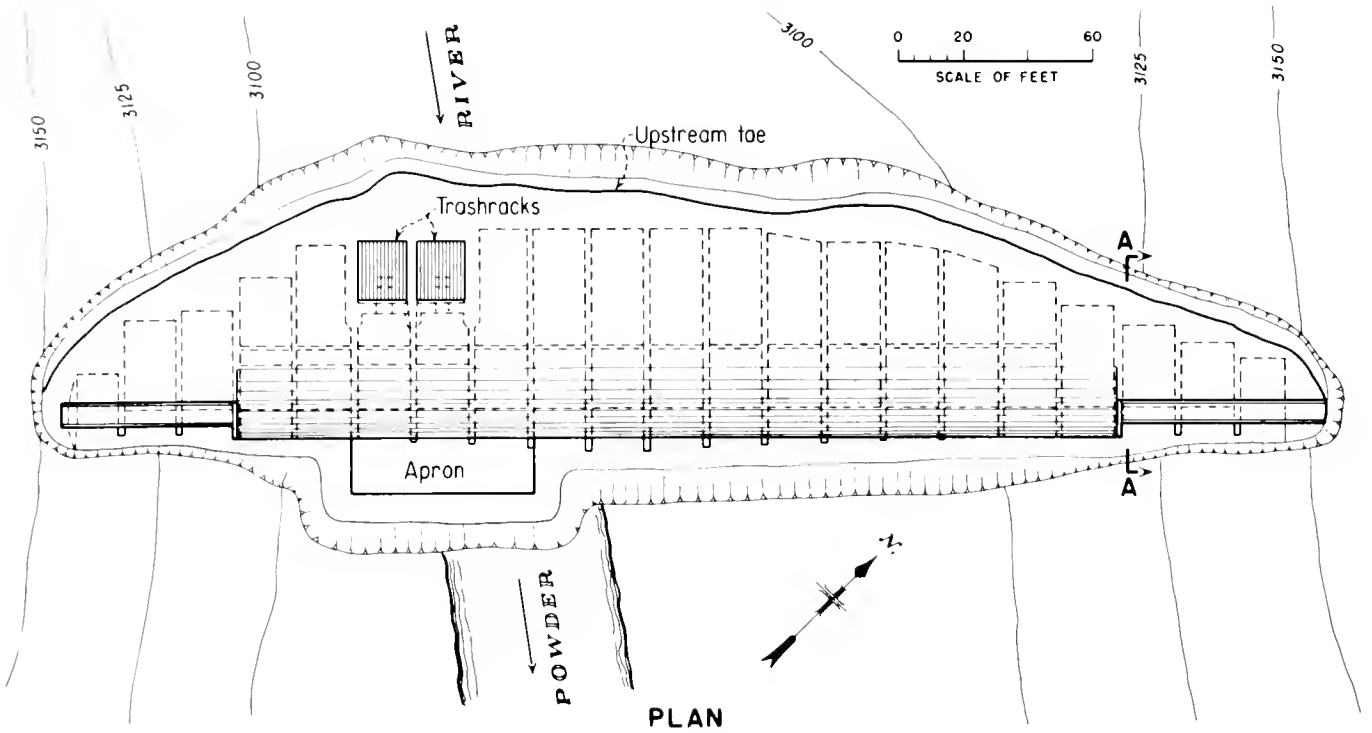 3150
3125
3100
RIVER
3100
0 20 60
SCALE OF FEET
3125
3150
Upstream toe
Trashracks
A
Apron
A
N.
POWDER
PLAN